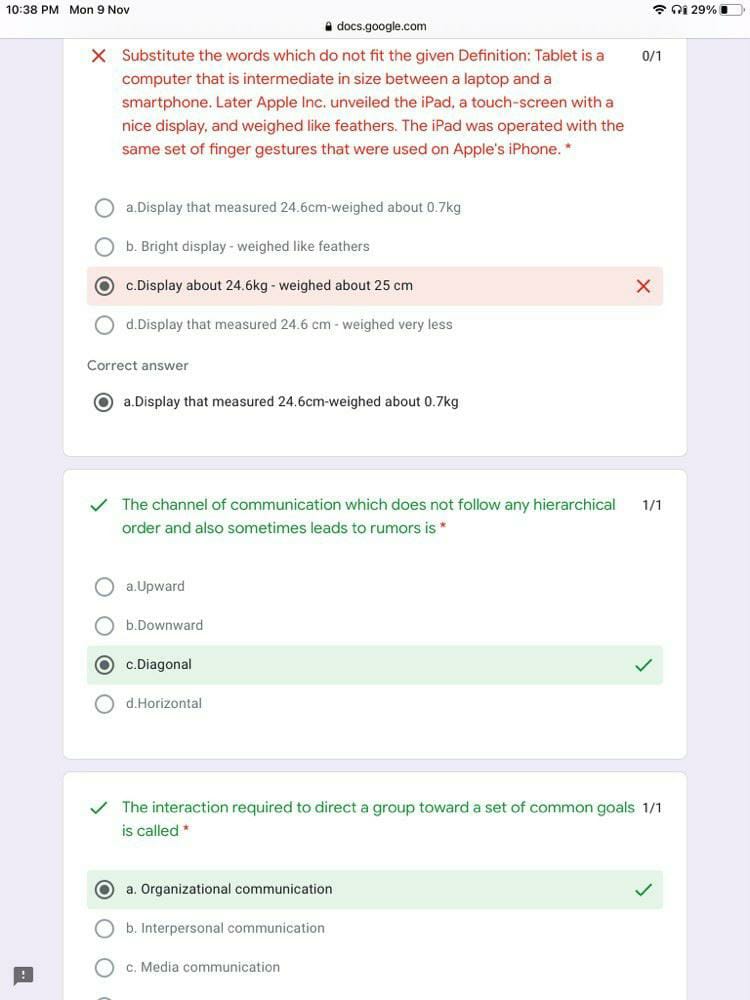 10:38 PM Mon 9 Nov
29%
docs.google.com
Substitute the words which do not fit the given Definition: Tablet is a 0/1
computer that is intermediate in size between a laptop and a
smartphone. Later Apple Inc. unveiled the iPad, a touch-screen with a
nice display, and weighed like feathers. The iPad was operated with the
same set of finger gestures that were used on Apple's iPhone. *
a.Display that measured 24.6cm-weighed about 0.7kg
b. Bright display - weighed like feathers
c.Display about 24.6kg - weighed about 25 cm
d.Display that measured 24.6 cm - weighed very less
Correct answer
a.Display that measured 24.6cm-weighed about 0.7kg
The channel of communication which does not follow any hierarchical 1/1
order and also sometimes leads to rumors is *
a.Upward
b.Downward
c.Diagonal
d.Horizontal
The interaction required to direct a group toward a set of common goals 1/1
is called *
a. Organizational communication
b. Interpersonal communication
c. Media communication